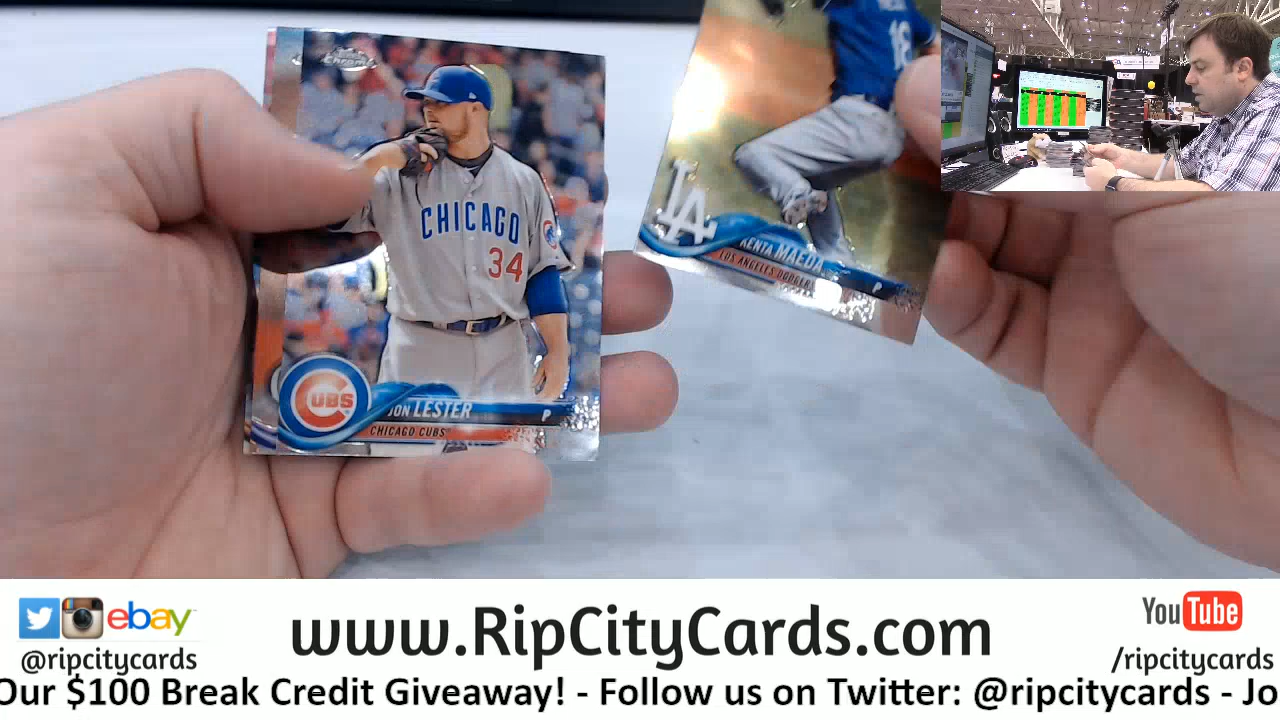 Topps
Chrome
CHICAGO
34
CUBS
JON LESTER
P
CHICAGO CUBS
18
LA
KENTA MAEDA
LOS ANGELES DODGERS
P
ebay
@ripcitycards
www.RipCityCards.com
YouTube
/ripcitycards
Our $100 Break Credit Giveaway! - Follow us on Twitter: @ripcitycards - Jo